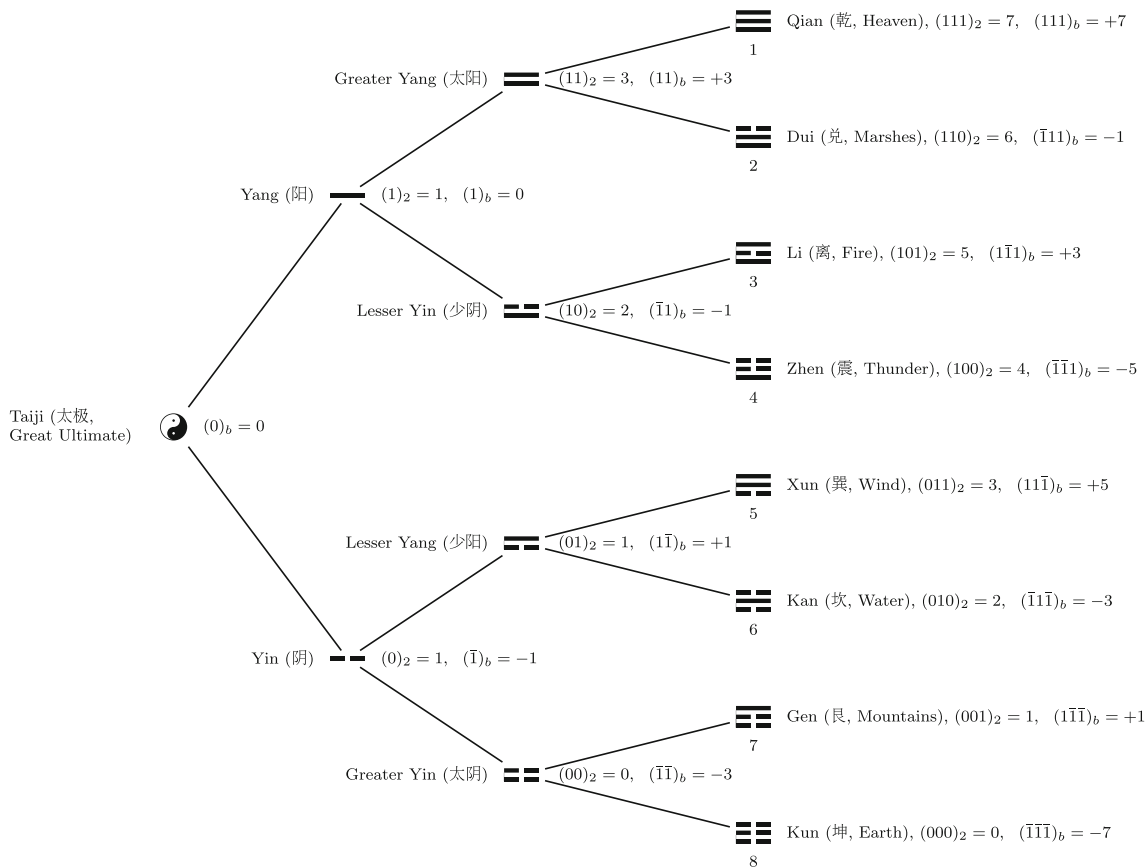 Qian (乾, Heaven), (111)₂ = 7, (111)_b = +7
1
Greater Yang (太阳) (11)₂ = 3, (11)_b = +3
Dui (兑, Marshes), (110)₂ = 6, (1̅11)_b = −1
2
Yang (阳) (1)₂ = 1, (1)_b = 0
Li (离, Fire), (101)₂ = 5, (11̅1)_b = +3
3
Lesser Yin (少阴) (10)₂ = 2, (1̅1)_b = −1
Zhen (震, Thunder), (100)₂ = 4, (1̅1̅1)_b = −5
4
Taiji (太极,
Great Ultimate) (0)_b = 0
Xun (巽, Wind), (011)₂ = 3, (111̅)_b = +5
5
Lesser Yang (少阳) (01)₂ = 1, (11̅)_b = +1
Kan (坎, Water), (010)₂ = 2, (1̅11̅)_b = −3
6
Yin (阴) (0)₂ = 1, (1̅)_b = −1
Gen (艮, Mountains), (001)₂ = 1, (11̅1̅)_b = +1
7
Greater Yin (太阴) (00)₂ = 0, (1̅1̅)_b = −3
Kun (坤, Earth), (000)₂ = 0, (1̅1̅1̅)_b = −7
8